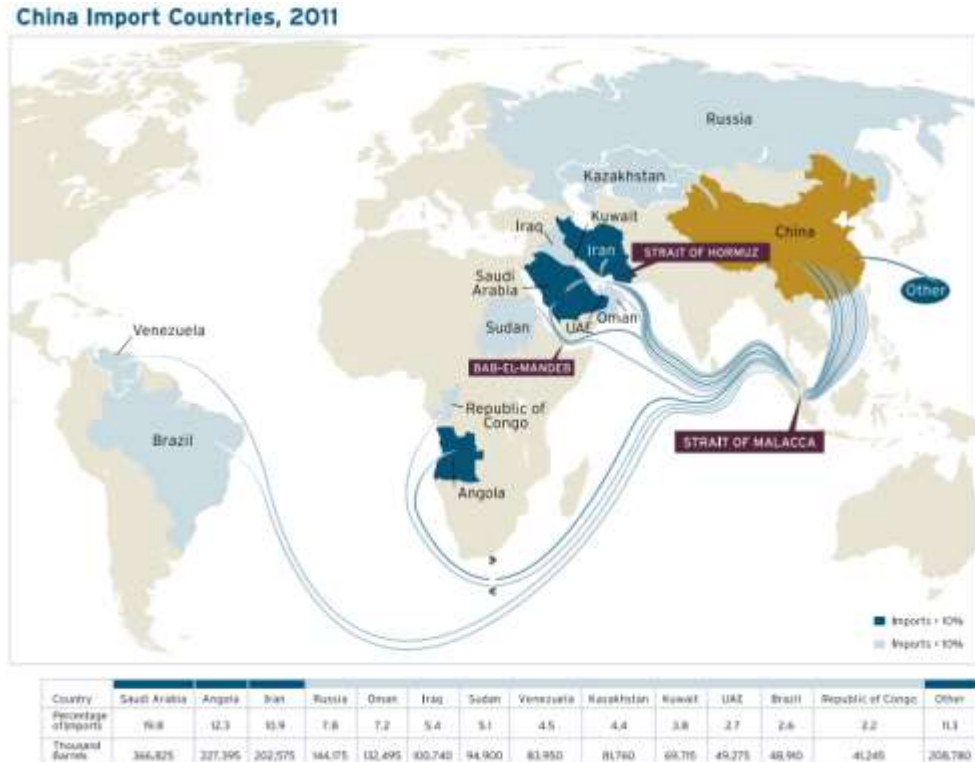 China Import Countries, 2011
Russia
Kazakhstan
Kuwait
Iraq
China
Iran
STRAIT OF HORMUZ
Saudi
Arabia
Other
Oman
Venezuela
Sudan
UAE
BAB-EL-MANDEB
Republic of
Congo
Brazil
STRAIT OF MALACCA
Angola
Imports
Imports < 10%
Country Saudi Arabia Angola Iran Russia Oman Iraq Sudan Venezuela Kazakhstan Kuwait UAE Brazil Republic of Congo Other
Percentage of Imports 19.8 12.3 10.9 7.8 7.2 5.4 5.1 4.5 4.4 3.8 2.7 2.6 2.2 11.3
Thousand Barrels 366,825 227,395 202,575 144,175 132,495 100,740 94,900 83,950 81,760 69,715 49,275 48,910 41,245 208,780